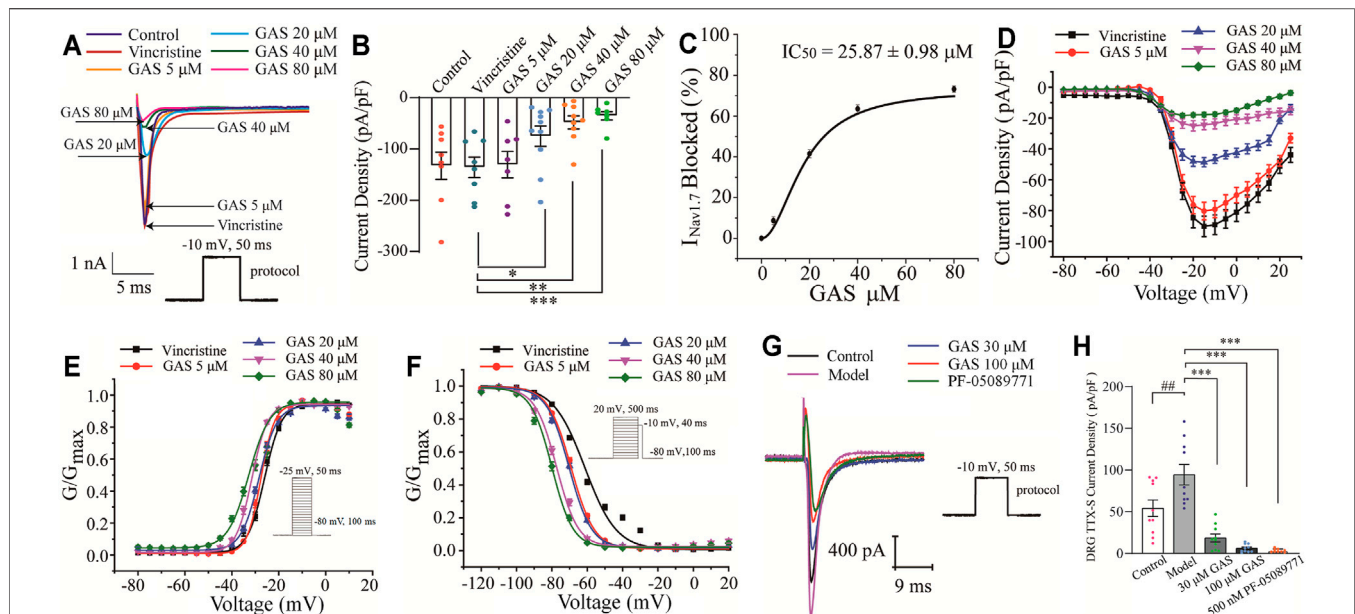 A
Control
Vincristine
GAS 5 μM
GAS 20 μM
GAS 40 μM
GAS 80 μM
GAS 80 μM
GAS 40 μM
GAS 20 μM
GAS 5 μM
Vincristine
1 nA
5 ms
-10 mV, 50 ms
protocol
B
Control
Vincristine
GAS 5 μM
GAS 20 μM
GAS 40 μM
GAS 80 μM
Current Density (pA/pF)
0
-100
-200
-300
*
**
***
C
IC50 = 25.87 ± 0.98 μM
INav1.7 Blocked (%)
100
80
60
40
20
0
0 20 40 60 80
GAS μM
D
Vincristine
GAS 5 μM
GAS 20 μM
GAS 40 μM
GAS 80 μM
Current Density (pA/pF)
0
-20
-40
-60
-80
-100
-80 -60 -40 -20 0 20
Voltage (mV)
E
Vincristine
GAS 5 μM
GAS 20 μM
GAS 40 μM
GAS 80 μM
G/Gmax
1.0
0.8
0.6
0.4
0.2
0.0
-25 mV, 50 ms
-80 mV, 100 ms
-80 -60 -40 -20 0
Voltage (mV)
F
Vincristine
GAS 5 μM
GAS 20 μM
GAS 40 μM
GAS 80 μM
G/Gmax
1.0
0.8
0.6
0.4
0.2
0.0
20 mV, 500 ms
-10 mV, 40 ms
-80 mV,100 ms
-120 -100 -80 -60 -40 -20 0 20
Voltage (mV)
G
Control
Model
GAS 30 μM
GAS 100 μM
PF-05089771
-10 mV, 50 ms
protocol
400 pA
9 ms
H
***
***
***
##
DRG TTX-S Current Density ( pA/pF)
200
150
100
50
0
Control
Model
30 μM GAS
100 μM GAS
500 nM PF-05089771